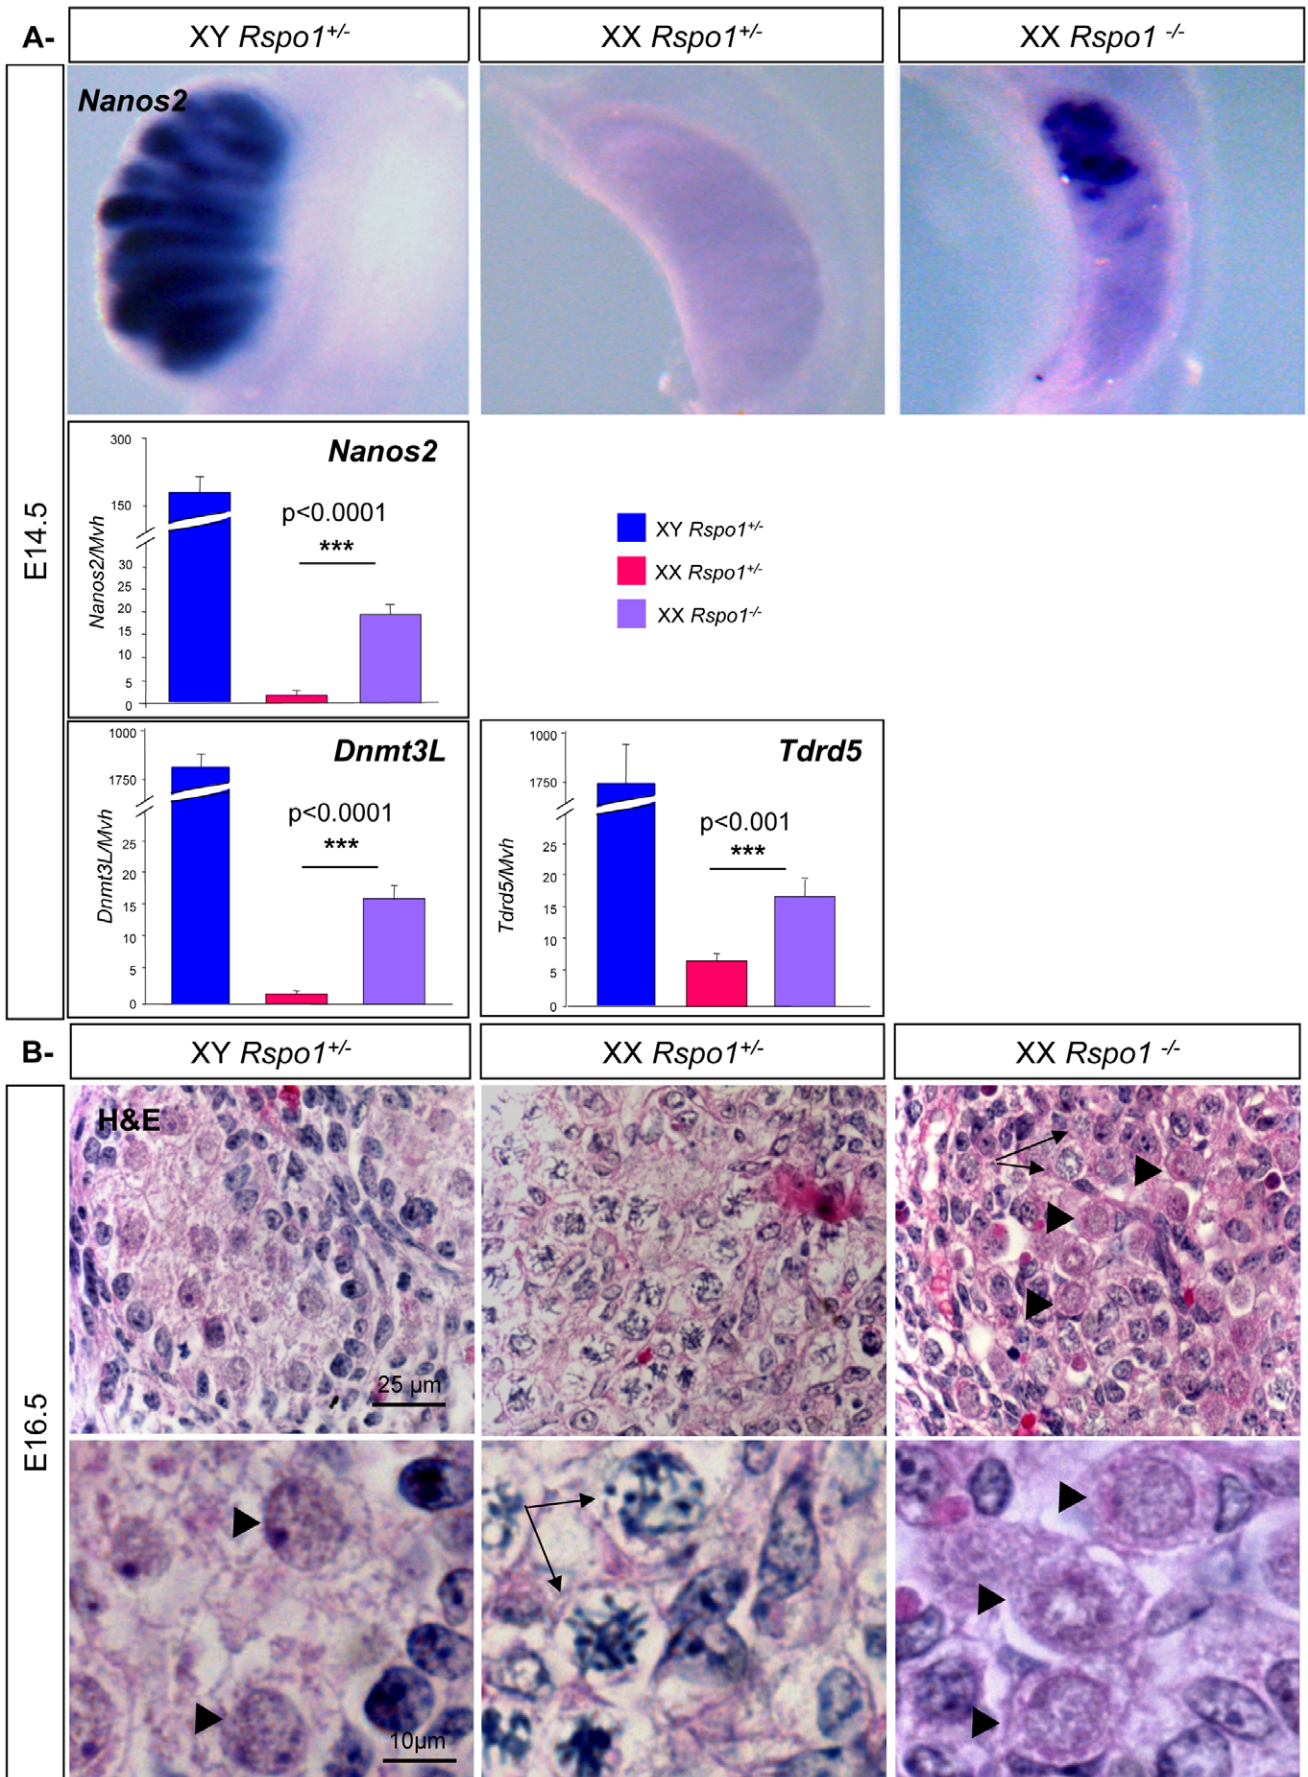 A-
XY Rspo1+/-
XX Rspo1+/-
XX Rspo1 -/-
E14.5
Nanos2
Nanos2
300
150
30
25
20
15
10
5
0
Nanos2/Mvh
p<0.0001
***
XY Rspo1+/-
XX Rspo1+/-
XX Rspo1-/-
Dnmt3L
1000
1750
25
20
15
10
5
0
Dnmt3L/Mvh
p<0.0001
***
Tdrd5
1000
1750
25
20
15
10
5
0
Tdrd5/Mvh
p<0.001
***
B-
XY Rspo1+/-
XX Rspo1+/-
XX Rspo1 -/-
E16.5
H&E
25 µm
10µm